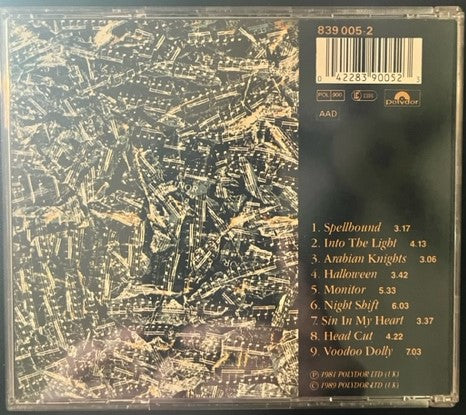 839 005-2
0 42283 90052 3
POL 900
polydor
AAD
1. Spellbound 3.17
2. Into The Light 4.13
3. Arabian Knights 3.06
4. Halloween 3.42
5. Monitor 5.33
6. Night Shift 6.03
7. Sin In My Heart 3.37
8. Head Cut 4.22
9. Voodoo Dolly 7.03
Ⓟ 1981 POLYDOR LTD (UK)
© 1989 POLYDOR LTD (UK)